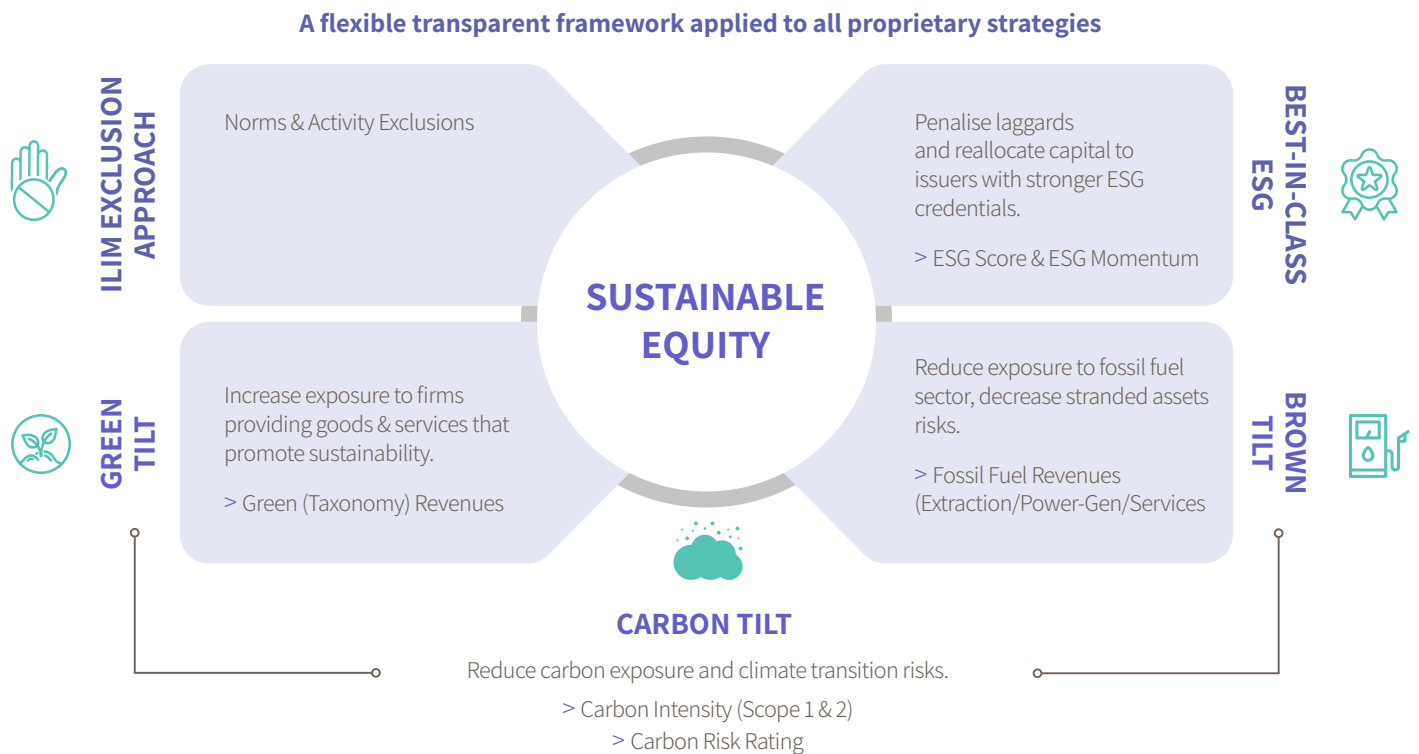 A flexible transparent framework applied to all proprietary strategies
ILIM EXCLUSION
APPROACH
Norms & Activity Exclusions
Penalise laggards
and reallocate capital to
issuers with stronger ESG
credentials.
> ESG Score & ESG Momentum
BEST-IN-CLASS
ESG
SUSTAINABLE
EQUITY
GREEN
TILT
Increase exposure to firms
providing goods & services that
promote sustainability.
> Green (Taxonomy) Revenues
Reduce exposure to fossil fuel
sector, decrease stranded assets
risks.
> Fossil Fuel Revenues
(Extraction/Power-Gen/Services
BROWN
TILT
CARBON TILT
Reduce carbon exposure and climate transition risks.
> Carbon Intensity (Scope 1 & 2)
> Carbon Risk Rating